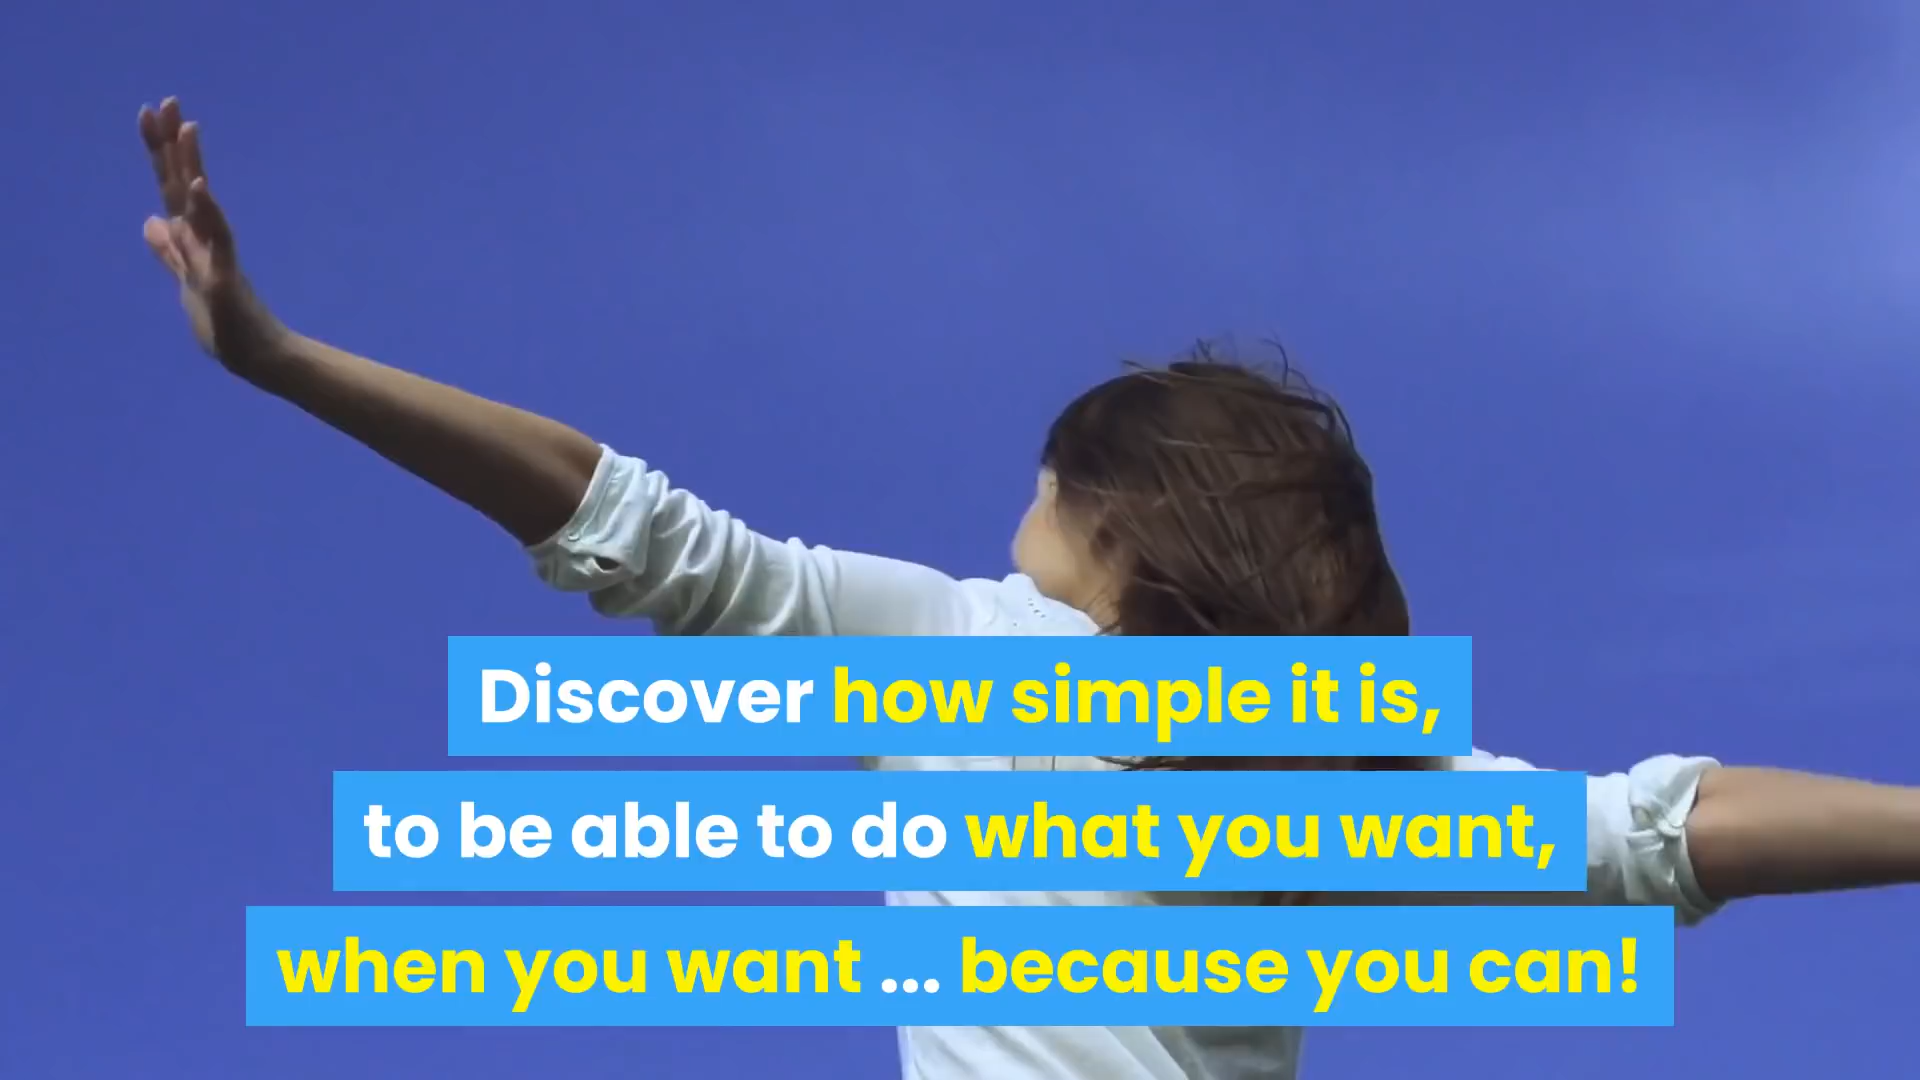 Discover how simple it is,
to be able to do what you want,
when you want ... because you can!